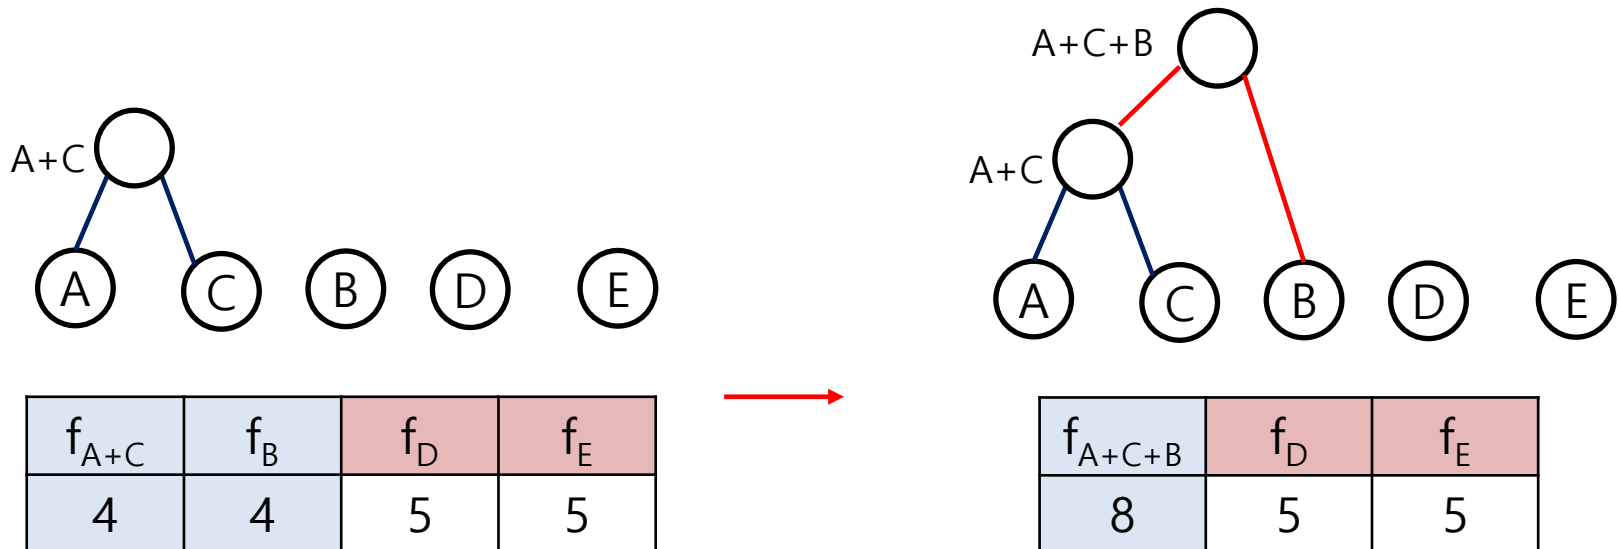 A+C
A C B D E
f_A+C f_B f_D f_E
4 4 5 5
A+C+B
A+C
A C B D E
f_A+C+B f_D f_E
8 5 5